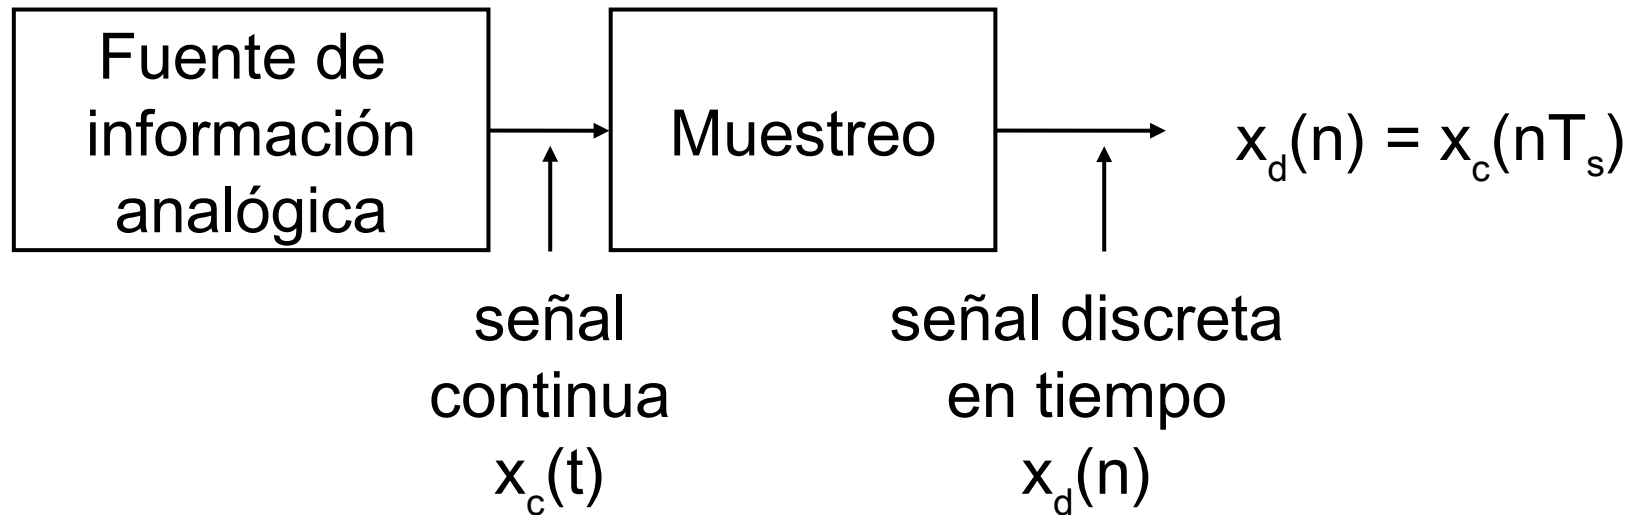 Fuente de
información
analógica
Muestreo
x_d(n) = x_c(nT_s)
señal
continua
x_c(t)
señal discreta
en tiempo
x_d(n)